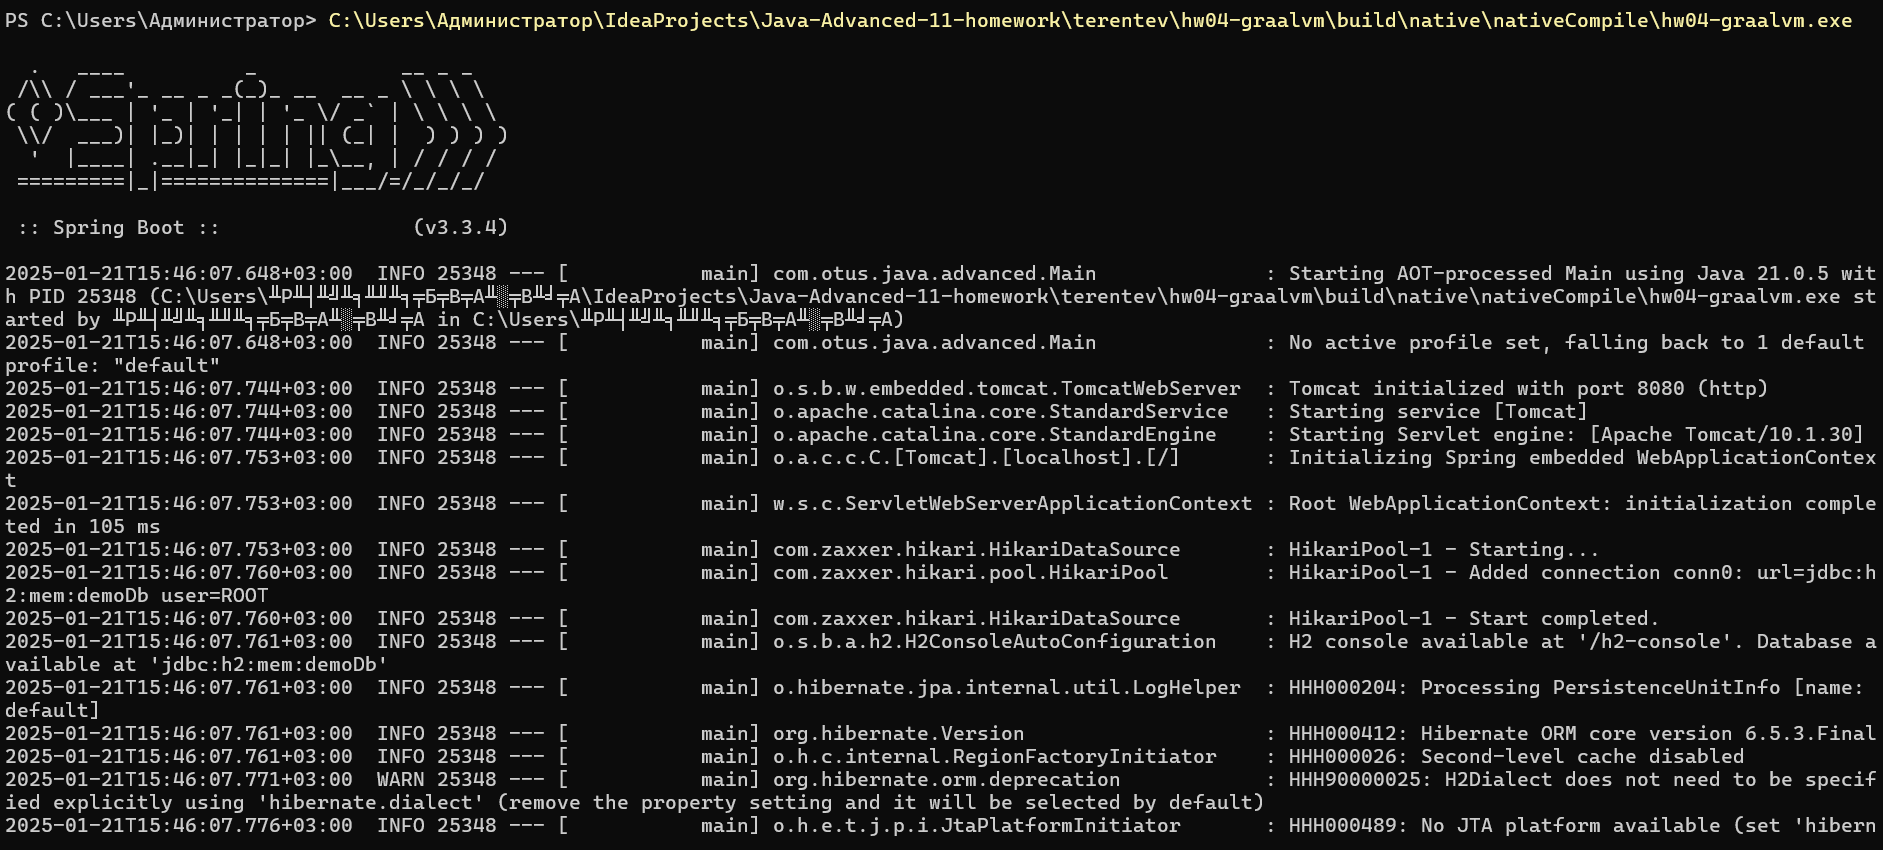 PS C:\Users\Администратор> C:\Users\Администратор\IdeaProjects\Java-Advanced-11-homework\terentev\hw04-graalvm\build\native\nativeCompile\hw04-graalvm.exe
  .   ____          _            __ _ _
 /\\ / ___'_ __ _ _(_)_ __  __ _ \ \ \ \
( ( )\___ | '_ | '_| | '_ \/ _` | \ \ \ \
 \\/  ___)| |_)| | | | | || (_| |  ) ) ) )
  '  |____| .__|_| |_|_| |_\__, | / / / /
 =========|_|==============|___/=/_/_/_/
 :: Spring Boot ::                (v3.3.4)
2025-01-21T15:46:07.648+03:00  INFO 25348 --- [           main] com.otus.java.advanced.Main              : Starting AOT-processed Main using Java 21.0.5 wit
h PID 25348 (C:\Users\╨Р╨┤╨╝╨╕╨╜╨╕╤Б╤В╤А╨░╤В╨╛╤А\IdeaProjects\Java-Advanced-11-homework\terentev\hw04-graalvm\build\native\nativeCompile\hw04-graalvm.exe st
arted by ╨Р╨┤╨╝╨╕╨╜╨╕╤Б╤В╤А╨░╤В╨╛╤А in C:\Users\╨Р╨┤╨╝╨╕╨╜╨╕╤Б╤В╤А╨░╤В╨╛╤А)
2025-01-21T15:46:07.648+03:00  INFO 25348 --- [           main] com.otus.java.advanced.Main              : No active profile set, falling back to 1 default
profile: "default"
2025-01-21T15:46:07.744+03:00  INFO 25348 --- [           main] o.s.b.w.embedded.tomcat.TomcatWebServer  : Tomcat initialized with port 8080 (http)
2025-01-21T15:46:07.744+03:00  INFO 25348 --- [           main] o.apache.catalina.core.StandardService   : Starting service [Tomcat]
2025-01-21T15:46:07.744+03:00  INFO 25348 --- [           main] o.apache.catalina.core.StandardEngine    : Starting Servlet engine: [Apache Tomcat/10.1.30]
2025-01-21T15:46:07.753+03:00  INFO 25348 --- [           main] o.a.c.c.C.[Tomcat].[localhost].[/]       : Initializing Spring embedded WebApplicationContex
t
2025-01-21T15:46:07.753+03:00  INFO 25348 --- [           main] w.s.c.ServletWebServerApplicationContext : Root WebApplicationContext: initialization comple
ted in 105 ms
2025-01-21T15:46:07.753+03:00  INFO 25348 --- [           main] com.zaxxer.hikari.HikariDataSource       : HikariPool-1 - Starting...
2025-01-21T15:46:07.760+03:00  INFO 25348 --- [           main] com.zaxxer.hikari.pool.HikariPool        : HikariPool-1 - Added connection conn0: url=jdbc:h
2:mem:demoDb user=ROOT
2025-01-21T15:46:07.760+03:00  INFO 25348 --- [           main] com.zaxxer.hikari.HikariDataSource       : HikariPool-1 - Start completed.
2025-01-21T15:46:07.761+03:00  INFO 25348 --- [           main] o.s.b.a.h2.H2ConsoleAutoConfiguration    : H2 console available at '/h2-console'. Database a
vailable at 'jdbc:h2:mem:demoDb'
2025-01-21T15:46:07.761+03:00  INFO 25348 --- [           main] o.hibernate.jpa.internal.util.LogHelper  : HHH000204: Processing PersistenceUnitInfo [name:
default]
2025-01-21T15:46:07.761+03:00  INFO 25348 --- [           main] org.hibernate.Version                    : HHH000412: Hibernate ORM core version 6.5.3.Final
2025-01-21T15:46:07.761+03:00  INFO 25348 --- [           main] o.h.c.internal.RegionFactoryInitiator    : HHH000026: Second-level cache disabled
2025-01-21T15:46:07.771+03:00  WARN 25348 --- [           main] org.hibernate.orm.deprecation            : HHH90000025: H2Dialect does not need to be specif
ied explicitly using 'hibernate.dialect' (remove the property setting and it will be selected by default)
2025-01-21T15:46:07.776+03:00  INFO 25348 --- [           main] o.h.e.t.j.p.i.JtaPlatformInitiator       : HHH000489: No JTA platform available (set 'hibern